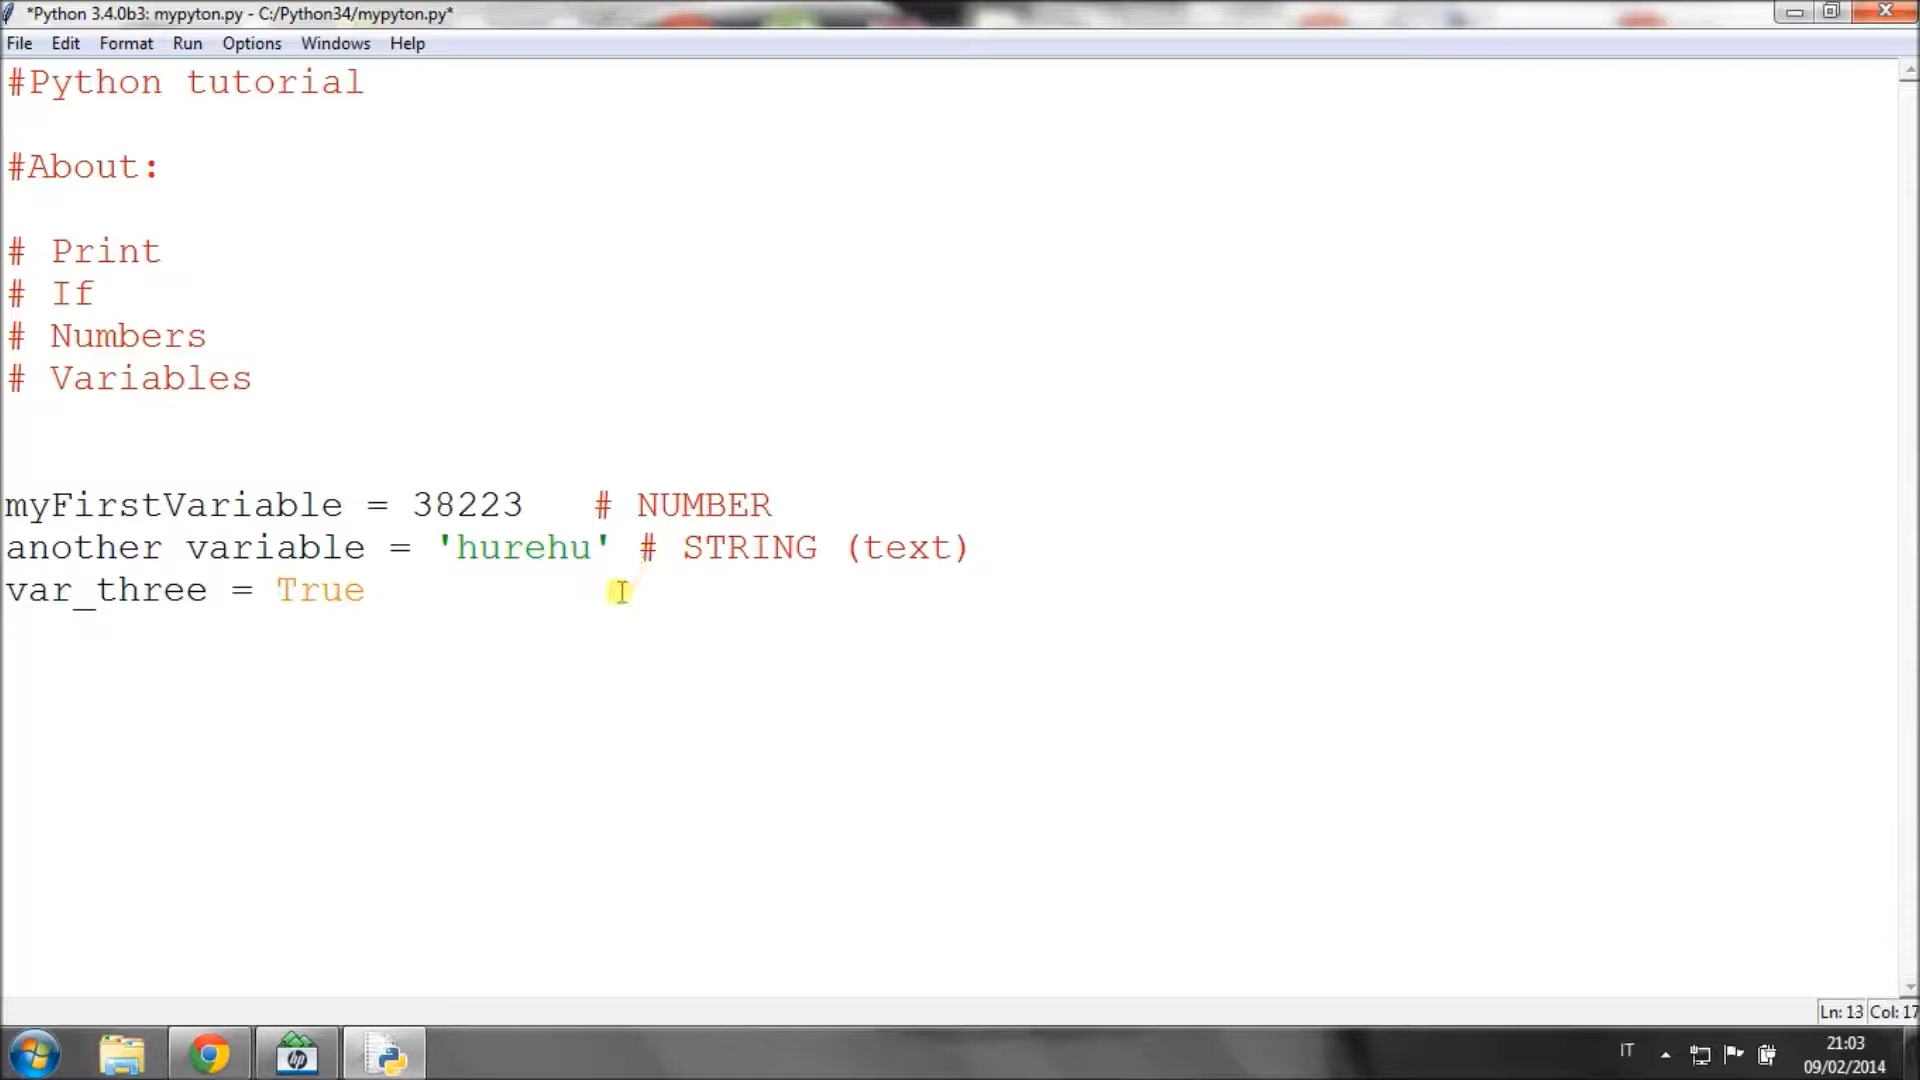 *Python 3.4.0b3: mypyton.py - C:/Python34/mypyton.py*
File Edit Format Run Options Windows Help
#Python tutorial
#About:
# Print
# If
# Numbers
# Variables
myFirstVariable = 38223 # NUMBER
another variable = 'hurehu' # STRING (text)
var_three = True
Ln: 13 Col: 17
hp
IT
21:03
09/02/2014